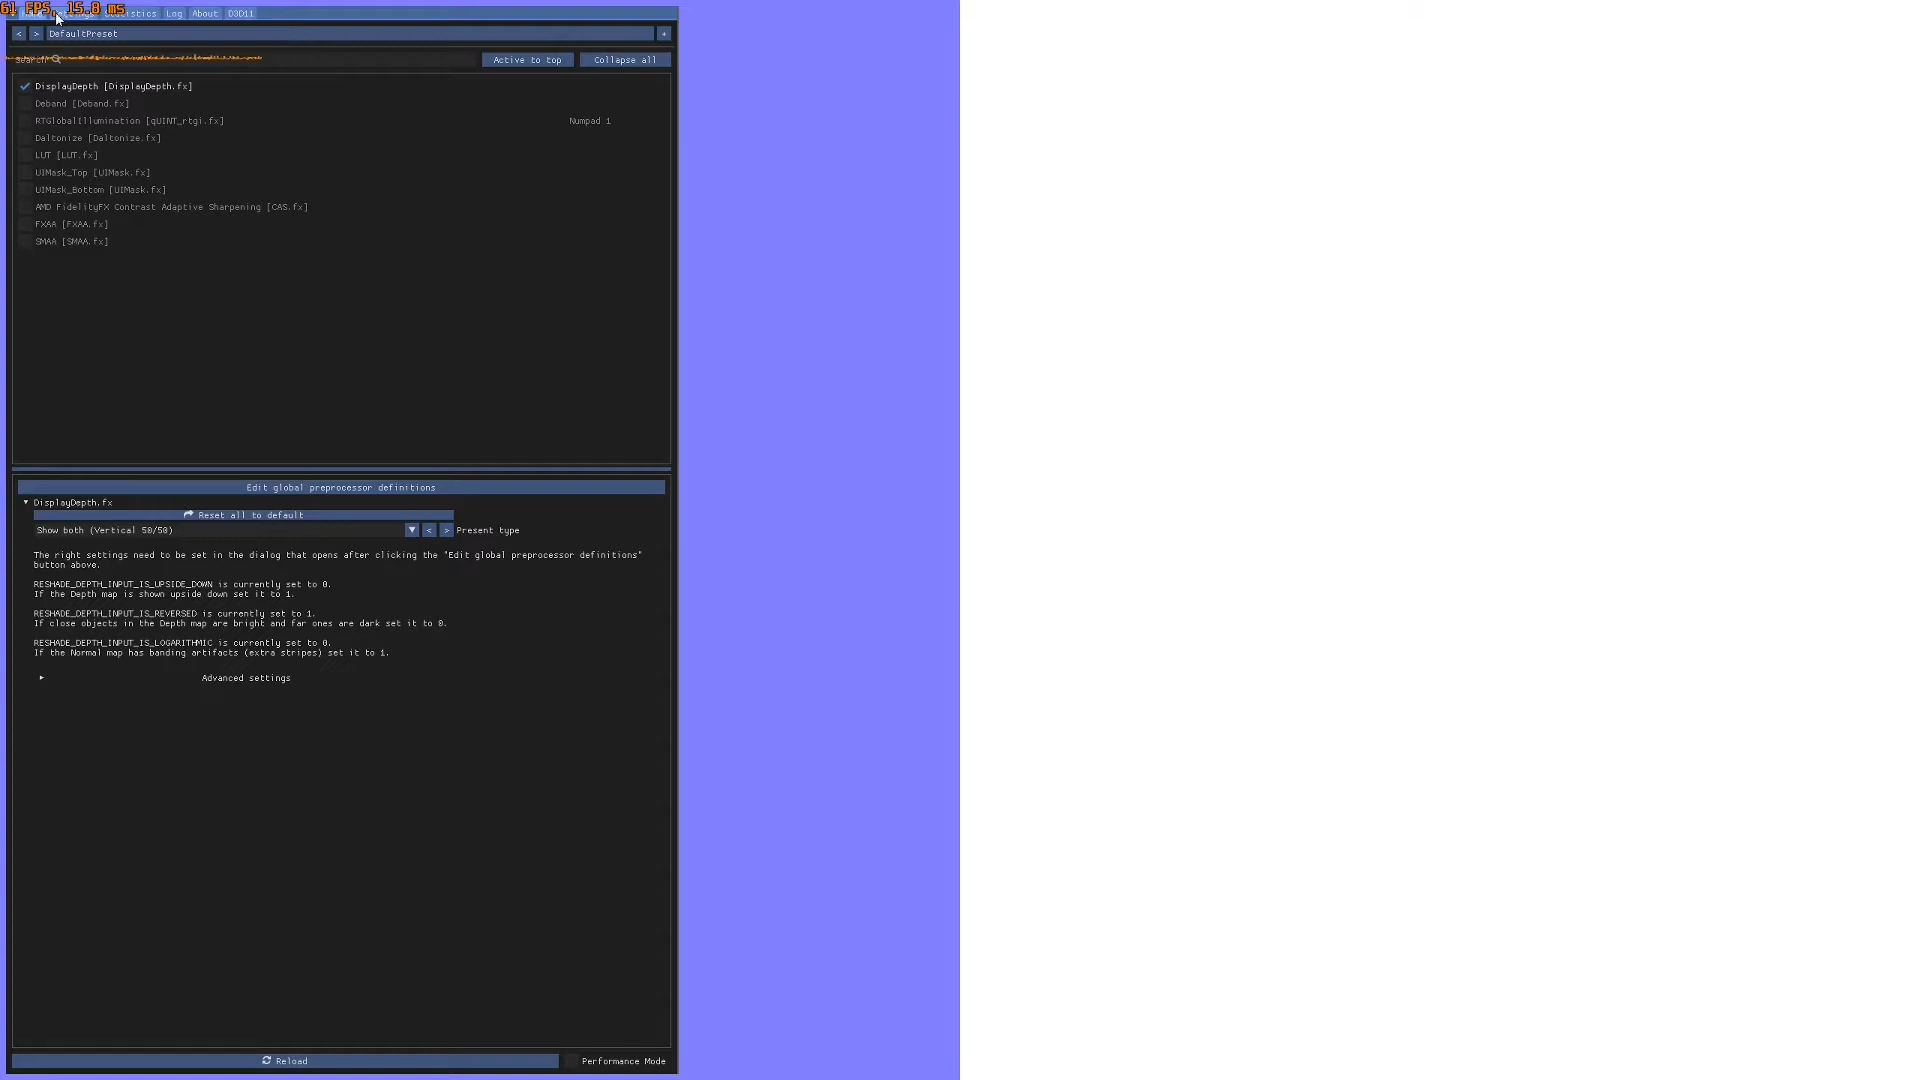 61 FPS, 15.8 ms
Log About D3D11
< > DefaultPreset +
Search
Active to top Collapse all
DisplayDepth [DisplayDepth.fx]
Deband [Deband.fx]
RTGlobalIllumination [qUINT_rtgi.fx] Numpad 1
Daltonize [Daltonize.fx]
LUT [LUT.fx]
UIMask_Top [UIMask.fx]
UIMask_Bottom [UIMask.fx]
AMD FidelityFX Contrast Adaptive Sharpening [CAS.fx]
FXAA [FXAA.fx]
SMAA [SMAA.fx]
Edit global preprocessor definitions
DisplayDepth.fx
Reset all to default
Show both (Vertical 50/50) < > Present type
The right settings need to be set in the dialog that opens after clicking the "Edit global preprocessor definitions"
button above.
RESHADE_DEPTH_INPUT_IS_UPSIDE_DOWN is currently set to 0.
If the Depth map is shown upside down set it to 1.
RESHADE_DEPTH_INPUT_IS_REVERSED is currently set to 1.
If close objects in the Depth map are bright and far ones are dark set it to 0.
RESHADE_DEPTH_INPUT_IS_LOGARITHMIC is currently set to 0.
If the Normal map has banding artifacts (extra stripes) set it to 1.
Advanced settings
Reload Performance Mode